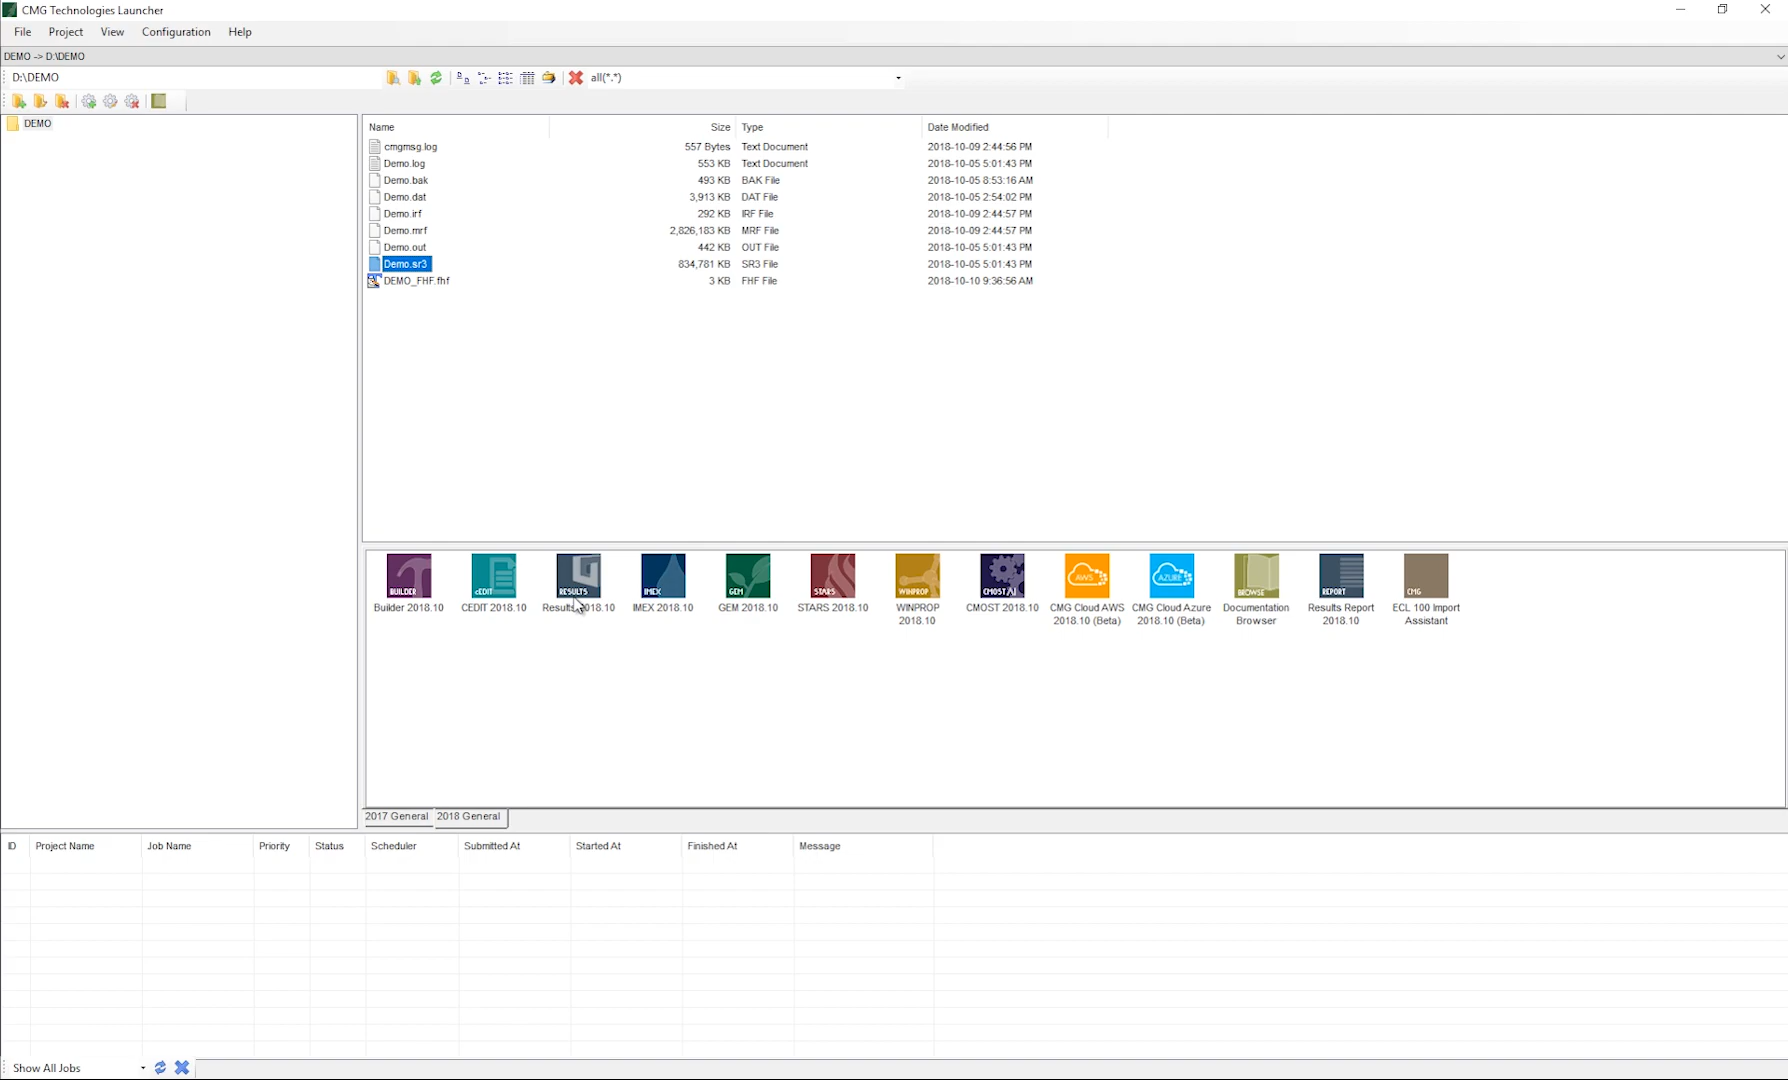 CMG Technologies Launcher
File Project View Configuration Help
DEMO -> D:\DEMO
D:\DEMO all(*.*)
DEMO
Name Size Type Date Modified
cmgmsg.log 557 Bytes Text Document 2018-10-09 2:44:56 PM
Demo.log 553 KB Text Document 2018-10-05 5:01:43 PM
Demo.bak 493 KB BAK File 2018-10-05 8:53:16 AM
Demo.dat 3,913 KB DAT File 2018-10-05 2:54:02 PM
Demo.irf 292 KB IRF File 2018-10-09 2:44:57 PM
Demo.mrf 2,826,183 KB MRF File 2018-10-09 2:44:57 PM
Demo.out 442 KB OUT File 2018-10-05 5:01:43 PM
Demo.sr3 834,781 KB SR3 File 2018-10-05 5:01:43 PM
DEMO_FHF.fhf 3 KB FHF File 2018-10-10 9:36:56 AM
BUILDER cEDIT RESULTS IMEX GEM STARS WINPROP CMOST AI AWS AZURE BROWSE REPORT CMG
Builder 2018.10 CEDIT 2018.10 Results 2018.10 IMEX 2018.10 GEM 2018.10 STARS 2018.10 WINPROP CMOST 2018.10 CMG Cloud AWS CMG Cloud Azure Documentation Results Report ECL 100 Import
2018.10 2018.10 (Beta) 2018.10 (Beta) Browser 2018.10 Assistant
2017 General 2018 General
ID Project Name Job Name Priority Status Scheduler Submitted At Started At Finished At Message
Show All Jobs